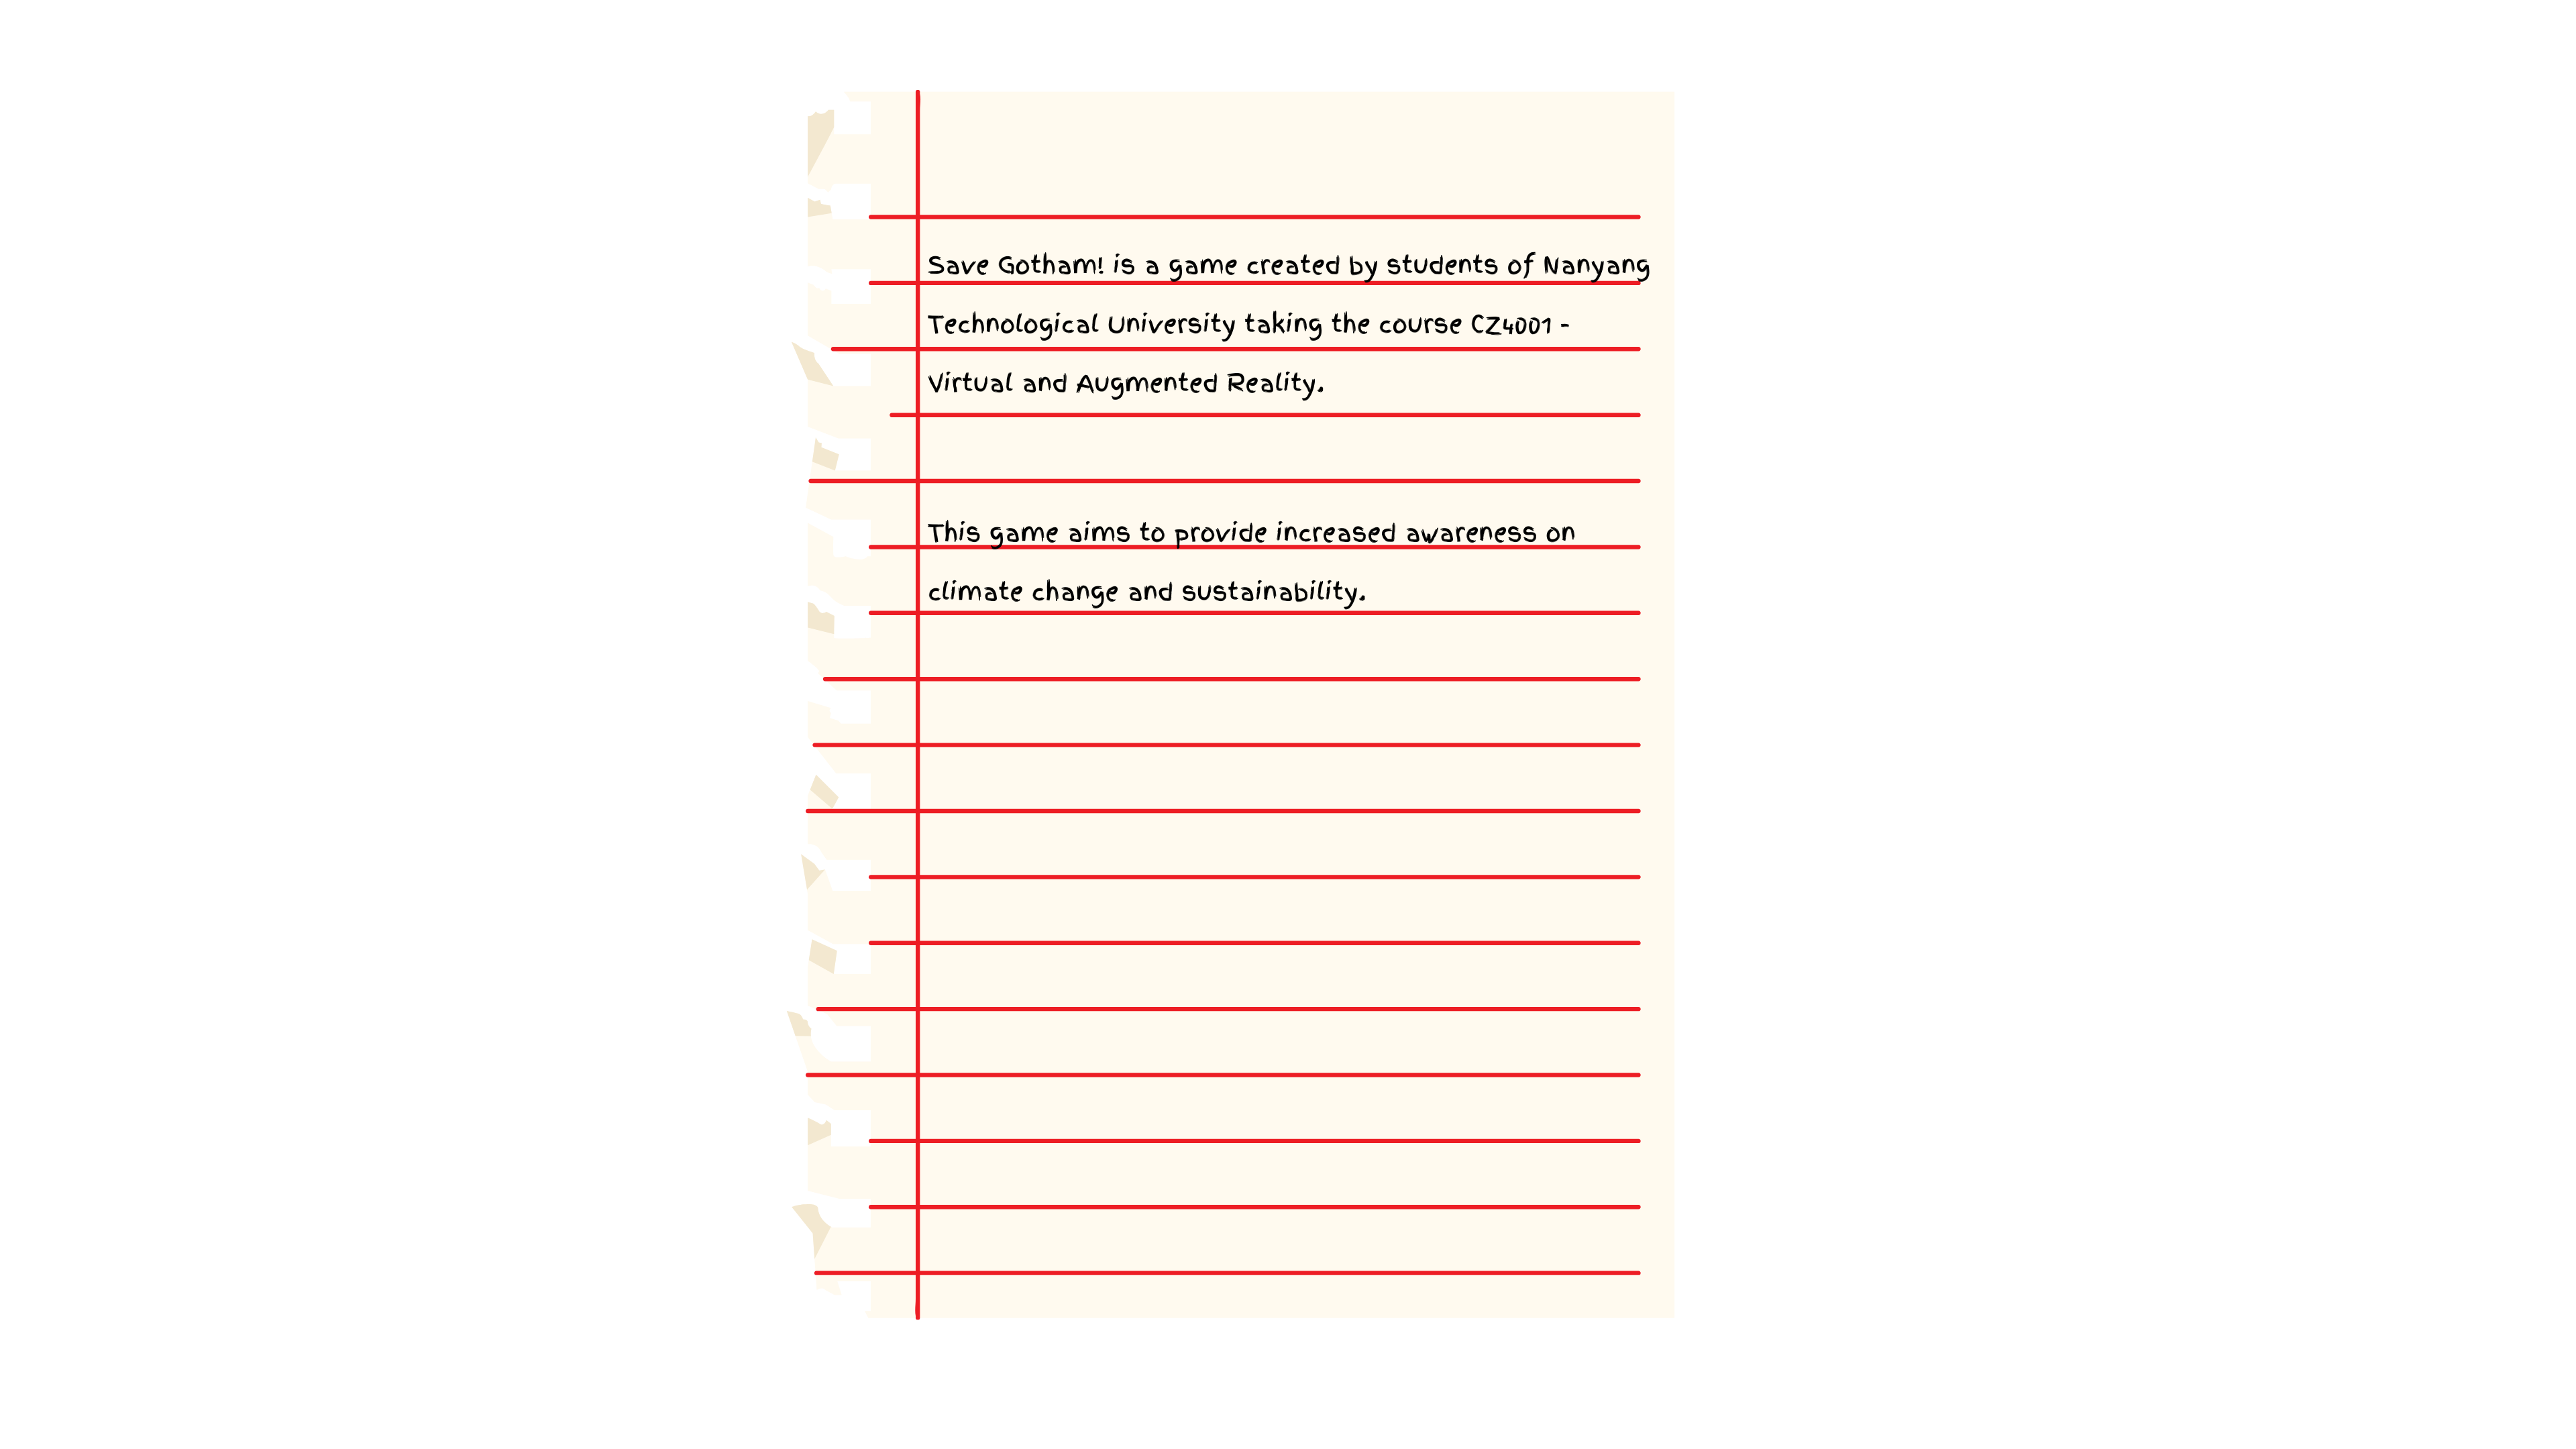 Save Gotham! is a game created by students of Nanyang
Technological University taking the course CZ4001 -
Virtual and Augmented Reality.
This game aims to provide increased awareness on
climate change and sustainability.